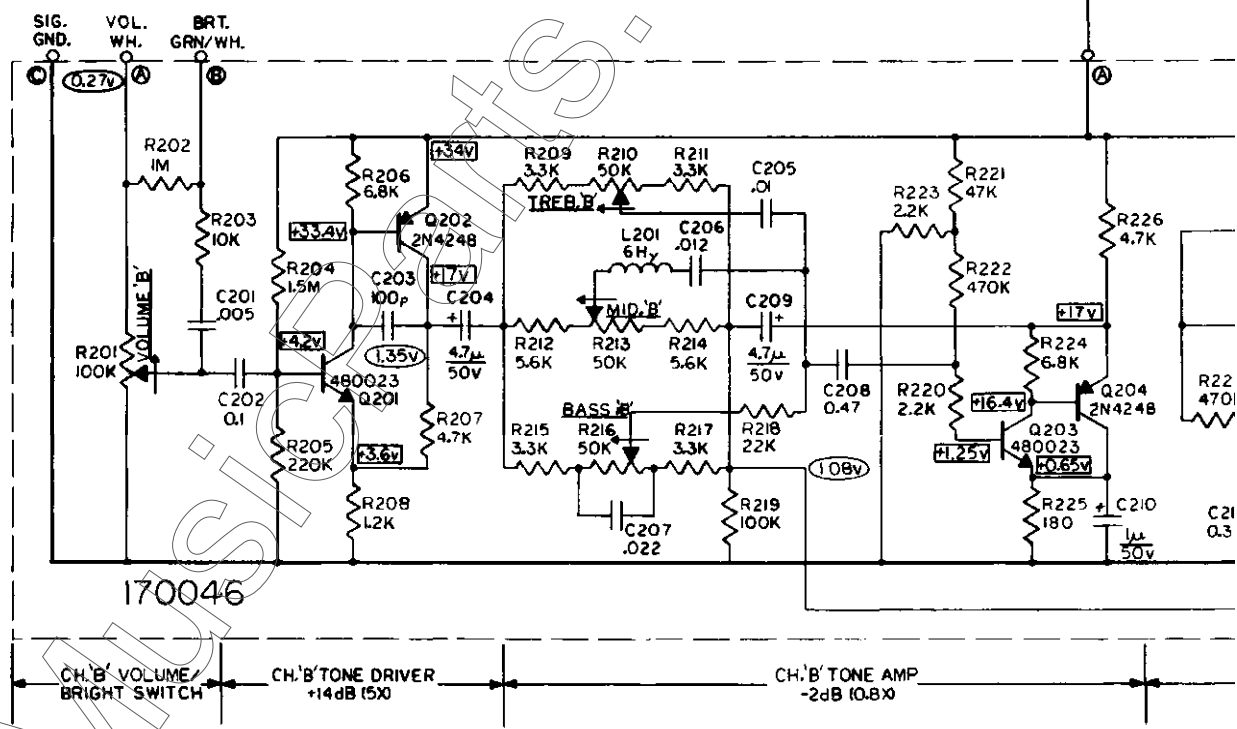 SIG. GND.
VOL. WH.
BRT. GRN/WH.
C
0.27v
A
B
A
R202
1M
R203
10K
VOLUME 'B'
R201
100K
C201
.005
C202
0.1
R204
1.5M
+4.2v
R205
220K
R206
6.8K
+34v
+33.4v
Q202
2N4248
+17v
C203
100p
C204
4.7µ
50v
1.35v
480023
Q201
+3.6v
R207
4.7K
R208
1.2K
R209
3.3K
R210
50K
R211
3.3K
TREB.'B'
C205
.01
L201
6Hy
C206
.012
MID.'B'
R212
5.6K
R213
50K
R214
5.6K
C209
+
4.7µ
50v
BASS 'B'
R215
3.3K
R216
50K
R217
3.3K
R218
22K
C207
.022
R219
100K
C208
0.47
1.08v
R223
2.2K
R221
47K
R222
470K
R220
2.2K
+1.25v
R224
6.8K
+16.4v
Q203
480023
+0.65v
R225
180
+
C210
1µ
50v
R226
4.7K
+17v
Q204
2N4248
R22
470
C21
0.3
170046
CH.'B' VOLUME/
BRIGHT SWITCH
CH.'B' TONE DRIVER
+14dB (5X)
CH.'B' TONE AMP
-2dB (0.8X)
MusicParts.